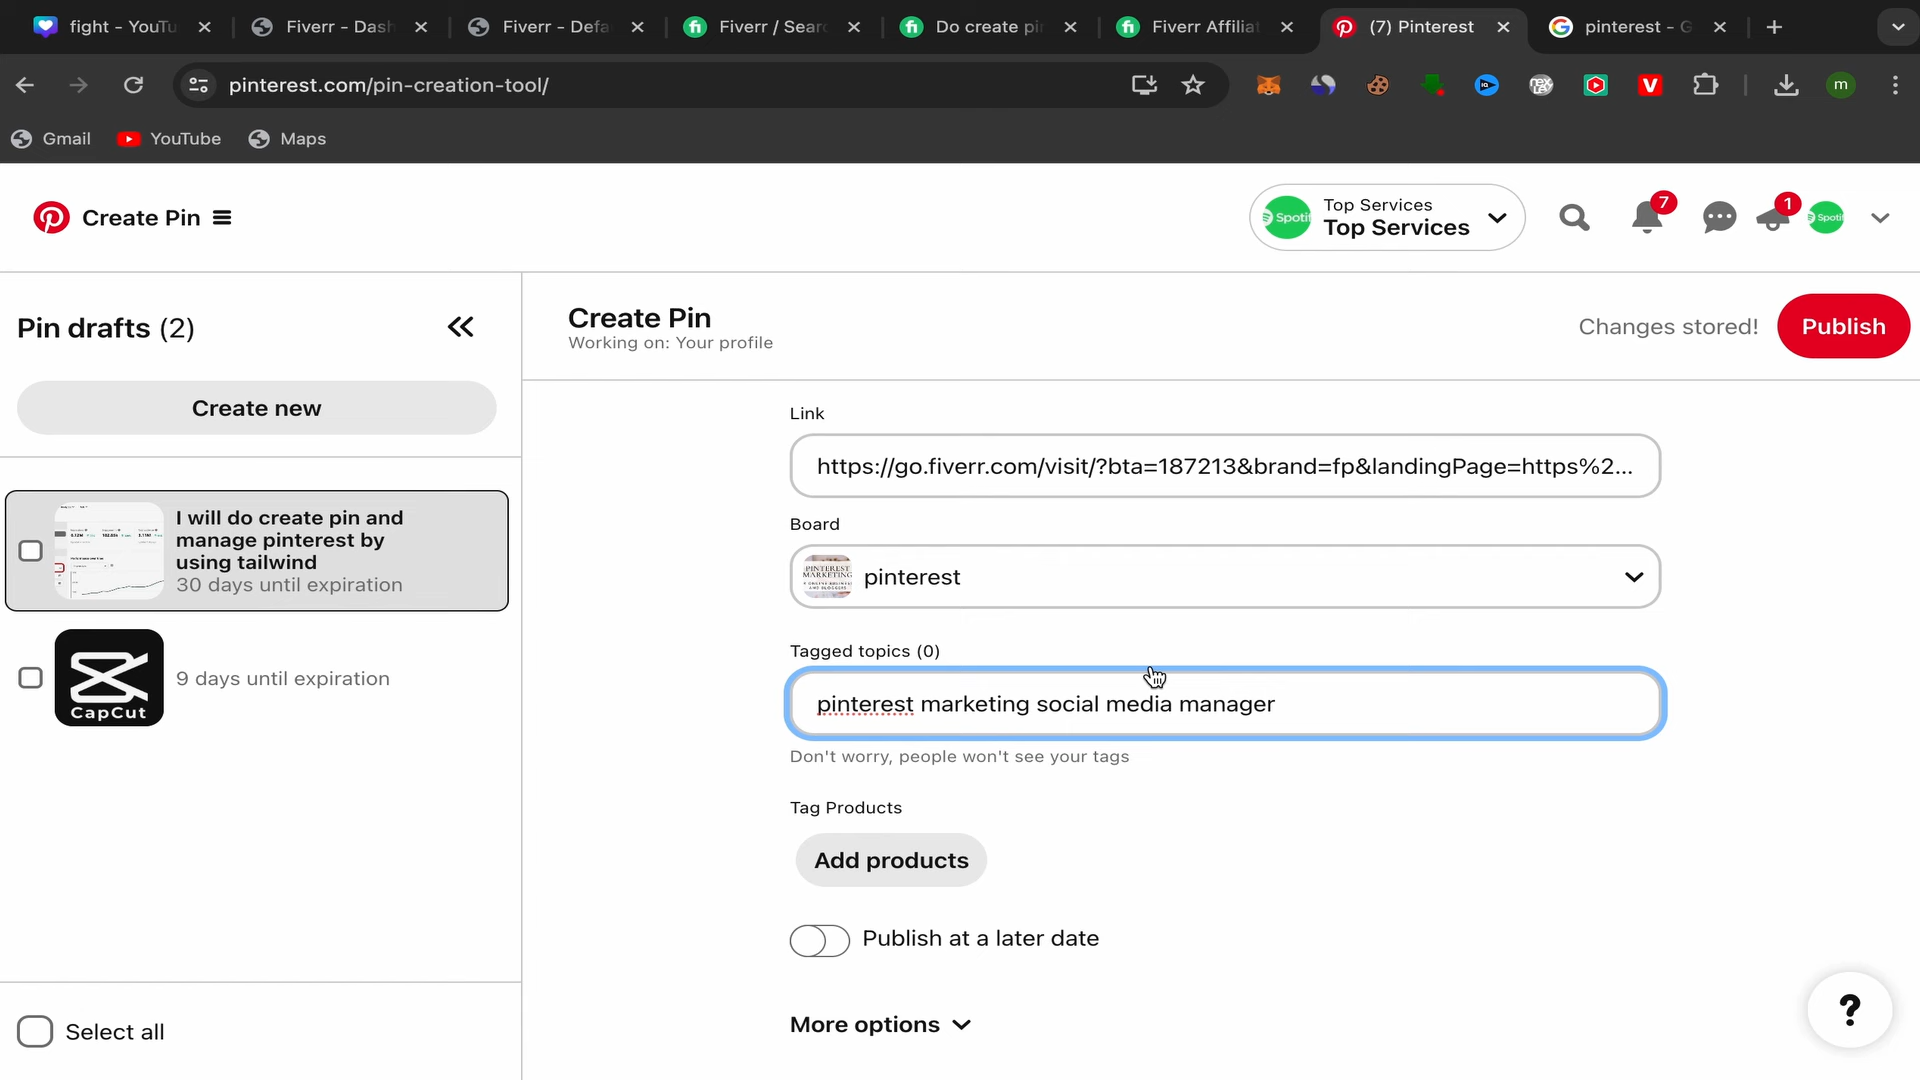 fight - YouTu
Fiverr - Dash
Fiverr - Defa
Fiverr / Sear
Do create pi
Fiverr Affilia
(7) Pinterest
pinterest - G
pinterest.com/pin-creation-tool/
m
Gmail
YouTube
Maps
Create Pin
Spotif
Top Services
Top Services
7
1
Spotif
Pin drafts (2)
Create Pin
Working on: Your profile
Changes stored!
Publish
Create new
I will do create pin and
manage pinterest by
using tailwind
30 days until expiration
CapCut
9 days until expiration
Select all
Link
https://go.fiverr.com/visit/?bta=187213&brand=fp&landingPage=https%2...
Board
PINTEREST
MARKETING
pinterest
Tagged topics (0)
pinterest marketing social media manager
Don't worry, people won't see your tags
Tag Products
Add products
Publish at a later date
More options
?